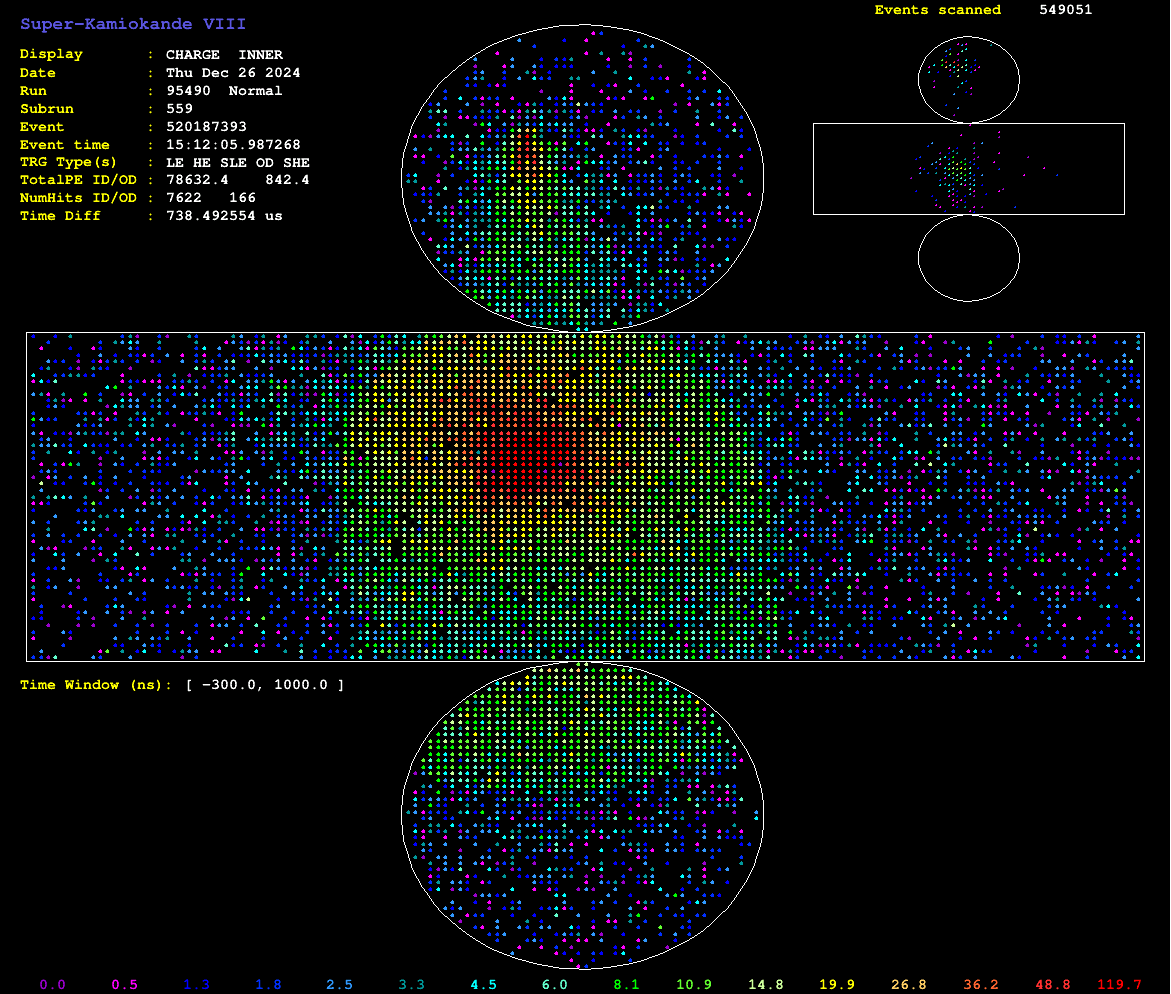 Events scanned 549051
Super-Kamiokande VIII
Display : CHARGE INNER
Date : Thu Dec 26 2024
Run : 95490 Normal
Subrun : 559
Event : 520187393
Event time : 15:12:05.987268
TRG Type(s) : LE HE SLE OD SHE
TotalPE ID/OD : 78632.4 842.4
NumHits ID/OD : 7622 166
Time Diff : 738.492554 us
Time Window (ns): [ −300.0, 1000.0 ]
0.0 0.5 1.3 1.8 2.5 3.3 4.5 6.0 8.1 10.9 14.8 19.9 26.8 36.2 48.8 119.7